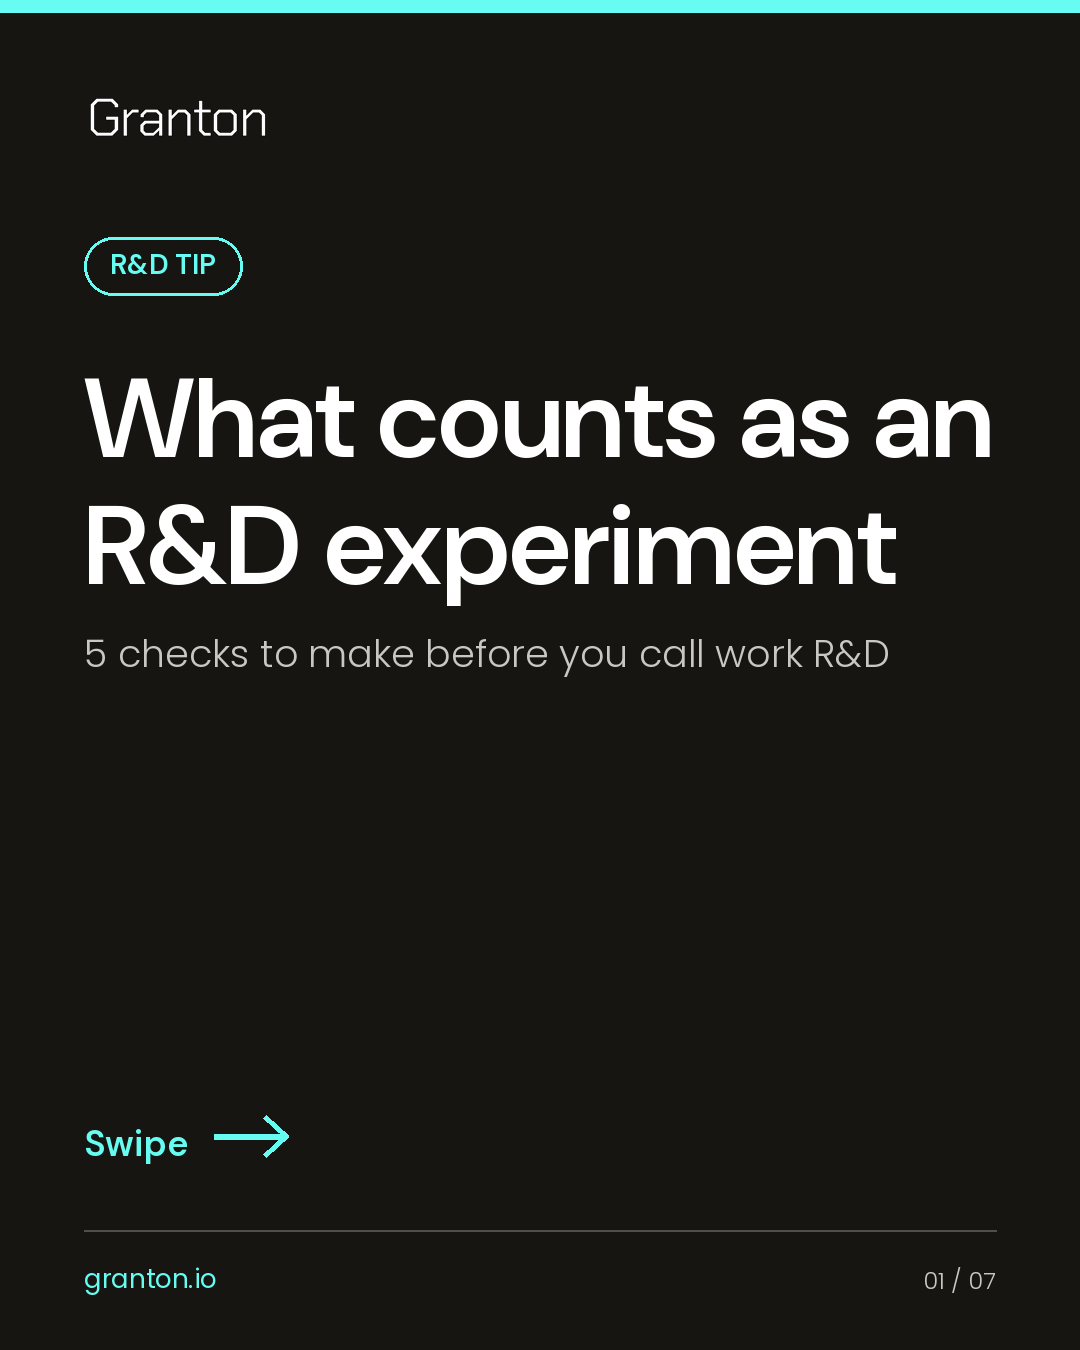 Granton
R&D TIP
What counts as an
R&D experiment
5 checks to make before you call work R&D
Swipe
granton.io
01 / 07